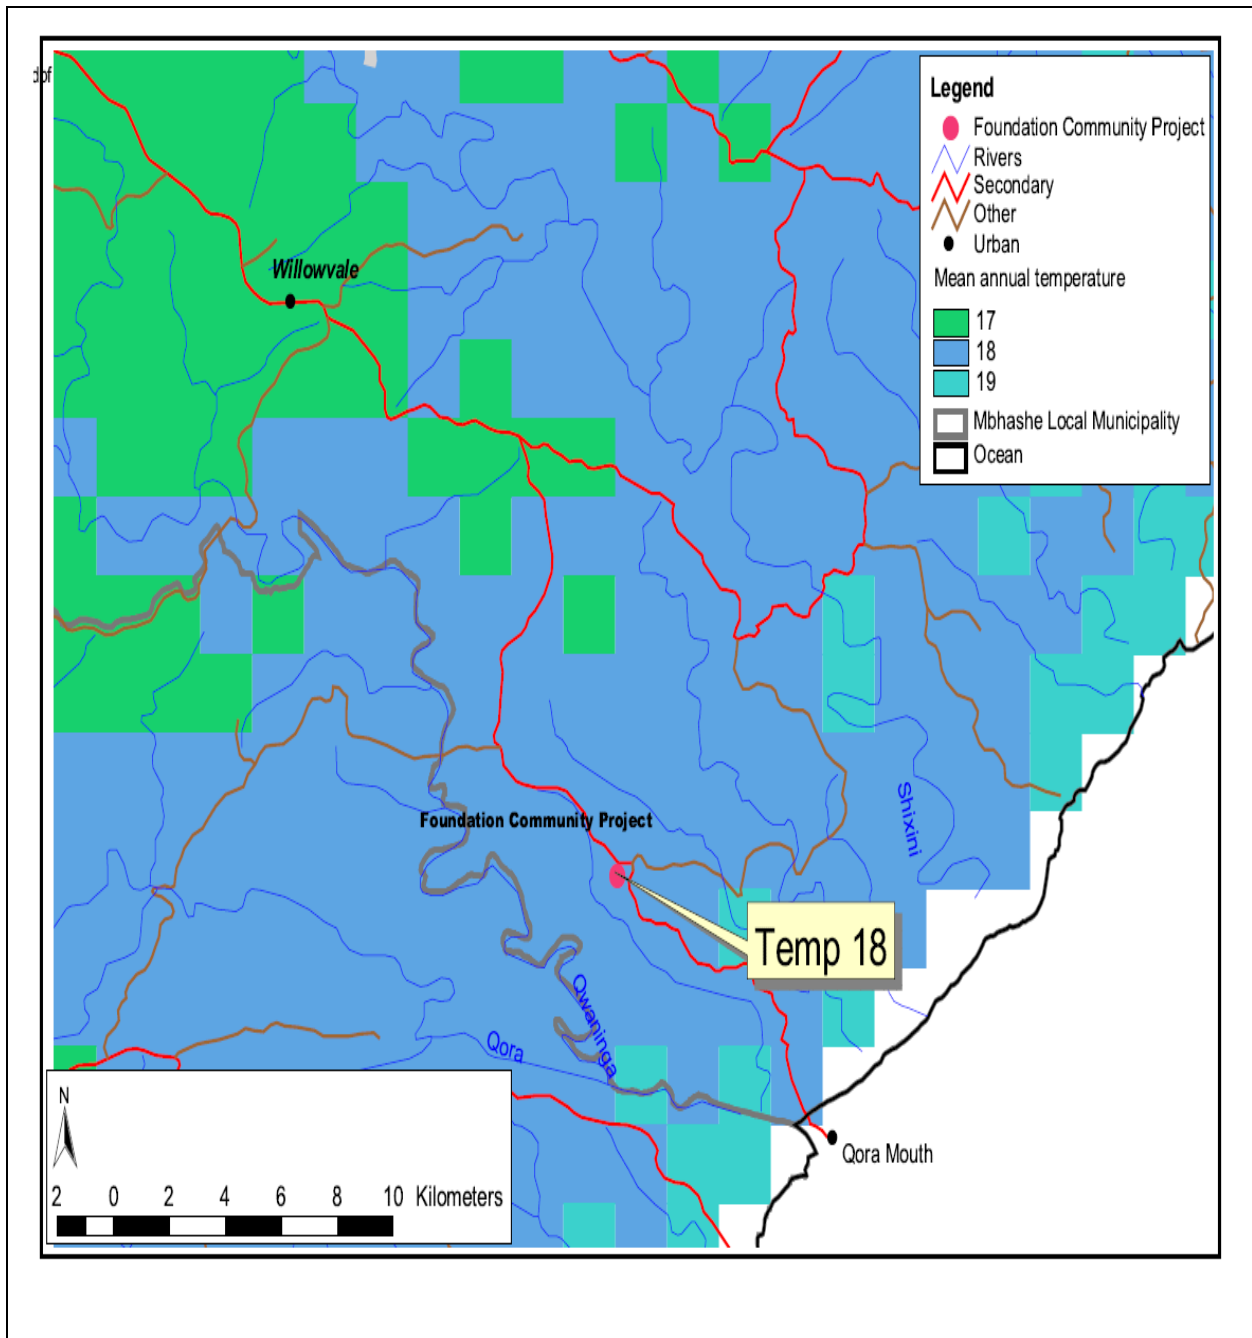 Legend
Foundation Community Project
Rivers
Secondary
Other
Urban
Mean annual temperature
17
18
19
Mbhashe Local Municipality
Ocean
Willowvale
Shixini
Foundation Community Project
Temp 18
Qwaninga
Qora
Qora Mouth
N
2 0 2 4 6 8 10 Kilometers